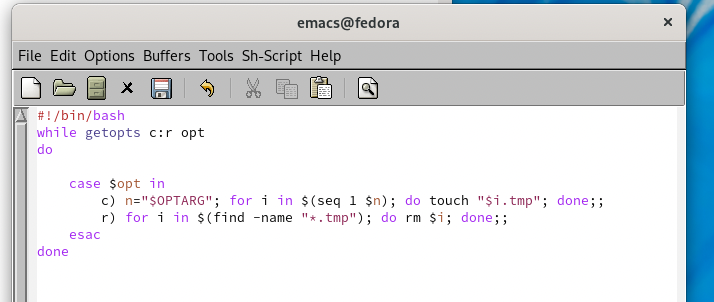 emacs@fedora
File Edit Options Buffers Tools Sh-Script Help
#!/bin/bash
while getopts c:r opt
do
case $opt in
c) n="$OPTARG"; for i in $(seq 1 $n); do touch "$i.tmp"; done;;
r) for i in $(find -name "*.tmp"); do rm $i; done;;
esac
done